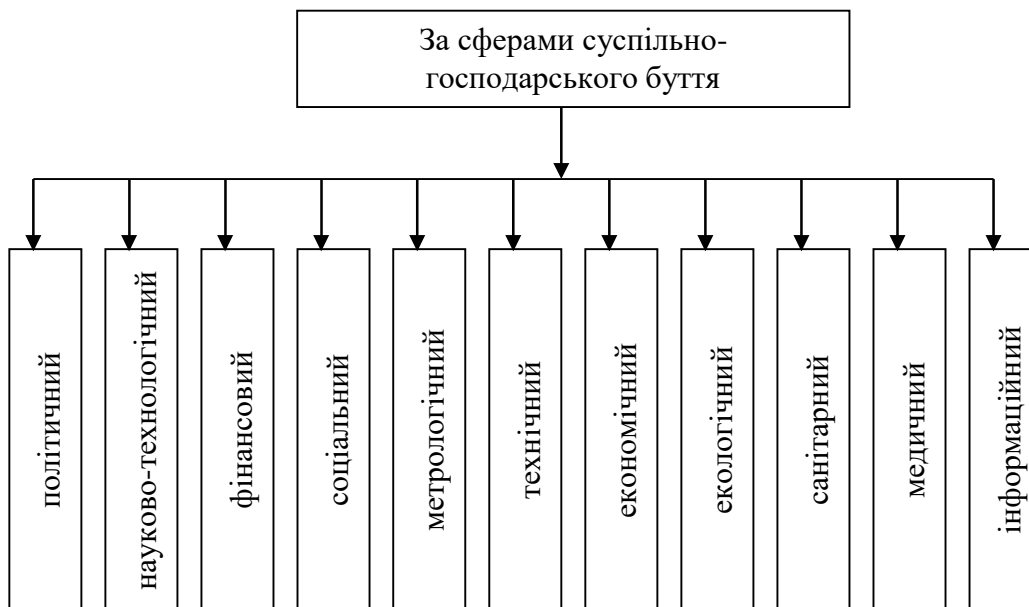 За сферами суспільно-
господарського буття
політичний
науково-технологічний
фінансовий
соціальний
метрологічний
технічний
економічний
екологічний
санітарний
медичний
інформаційний